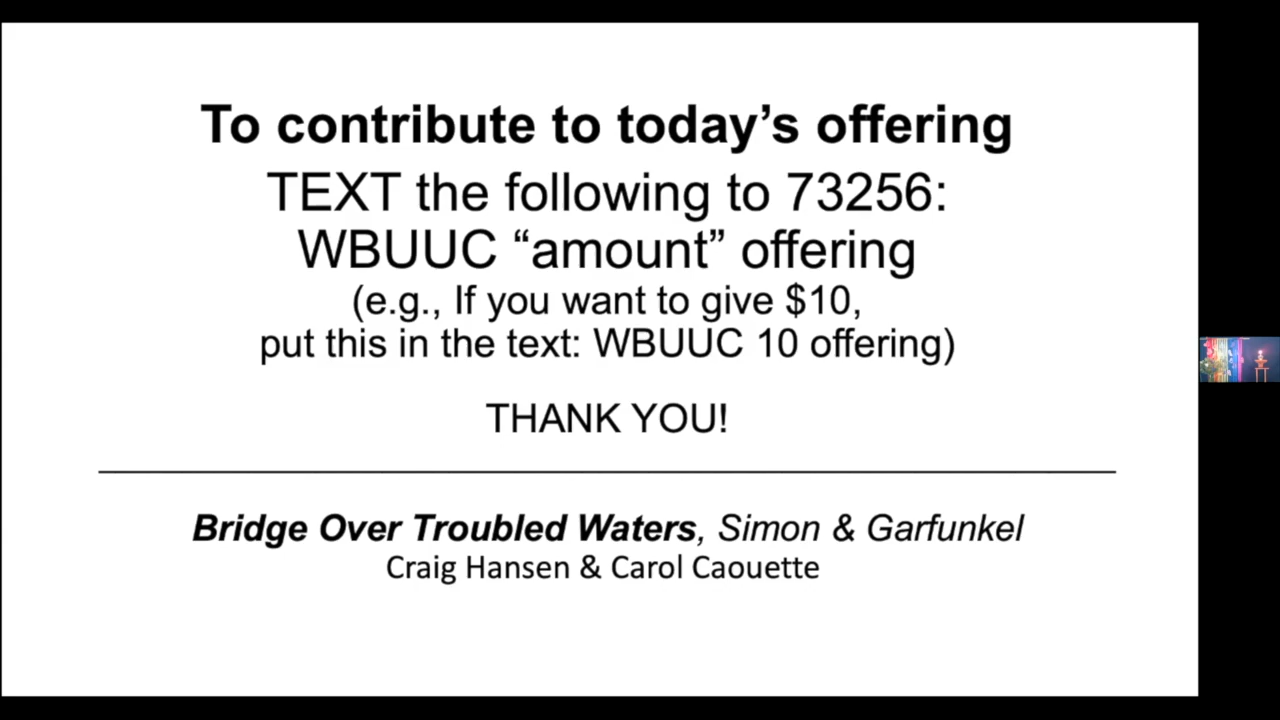 To contribute to today’s offering
TEXT the following to 73256:
WBUUC “amount” offering
(e.g., If you want to give $10,
put this in the text: WBUUC 10 offering)
THANK YOU!
Bridge Over Troubled Waters, Simon & Garfunkel
Craig Hansen & Carol Caouette